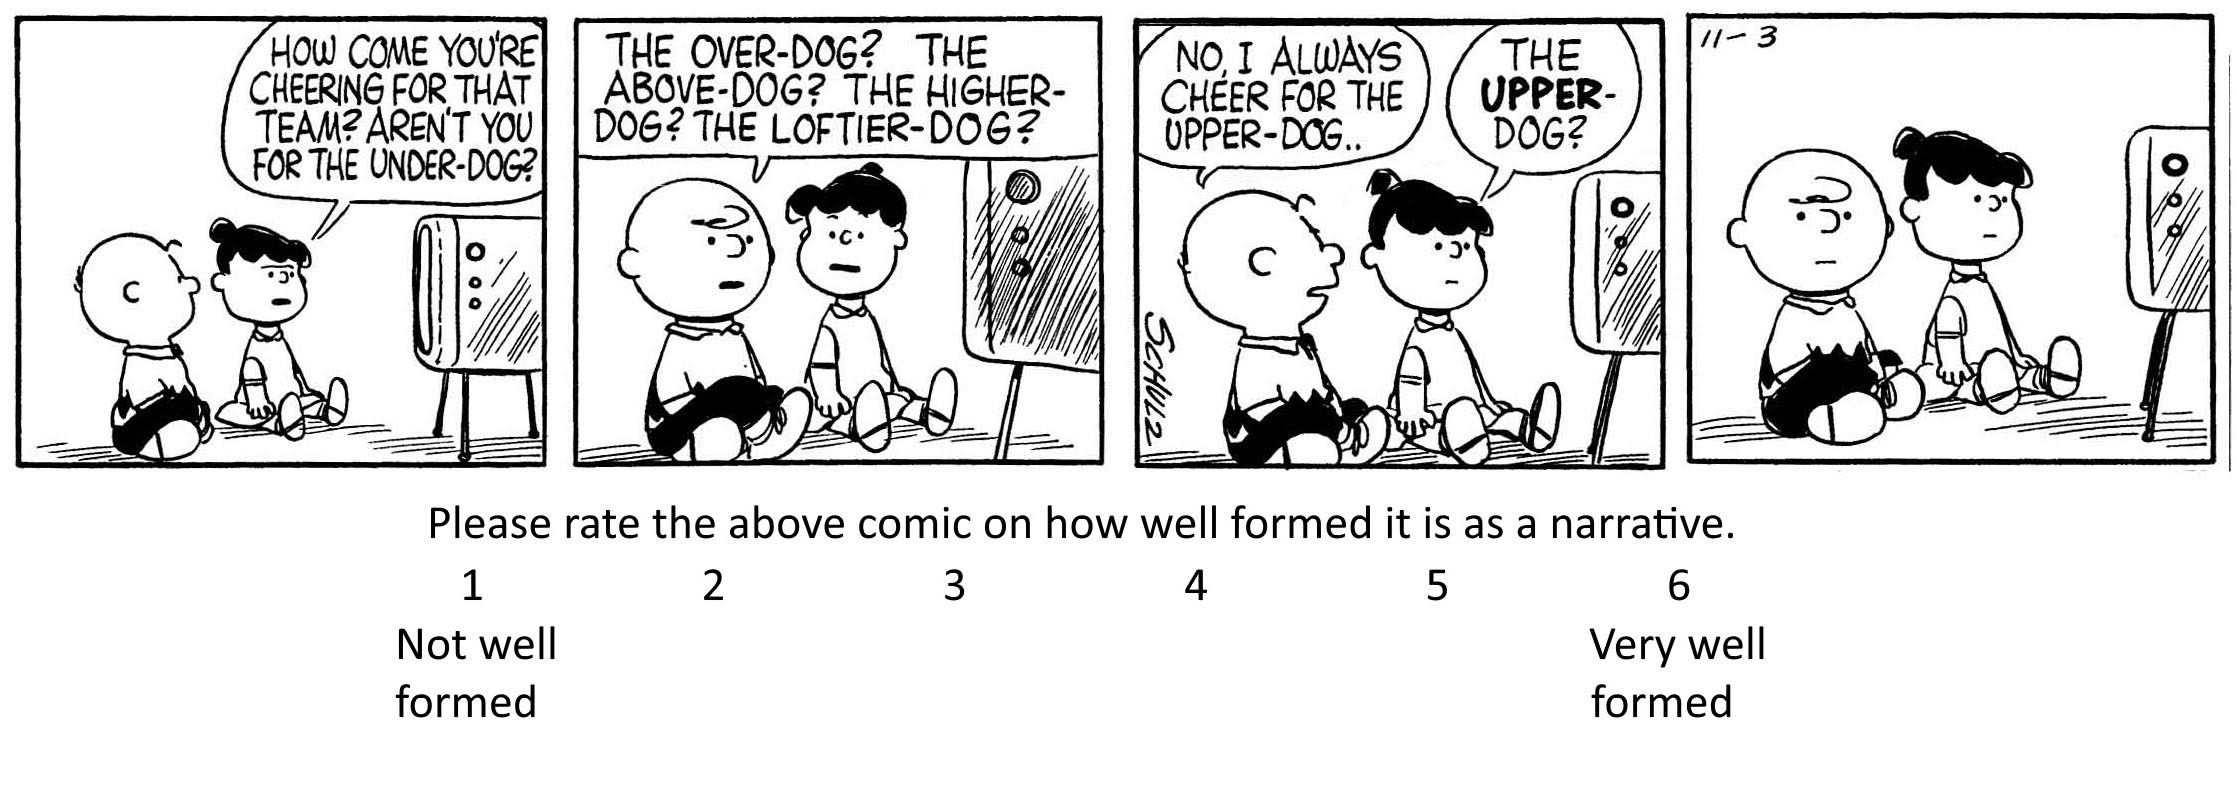 HOW COME YOU'RE
CHEERING FOR THAT
TEAM? AREN'T YOU
FOR THE UNDER-DOG?
THE OVER-DOG? THE
ABOVE-DOG? THE HIGHER-
DOG? THE LOFTIER-DOG?
NO, I ALWAYS
CHEER FOR THE
UPPER-DOG..
THE
UPPER-
DOG?
SCHULZ
11-3
Please rate the above comic on how well formed it is as a narrative.
1 2 3 4 5 6
Not well
formed
Very well
formed